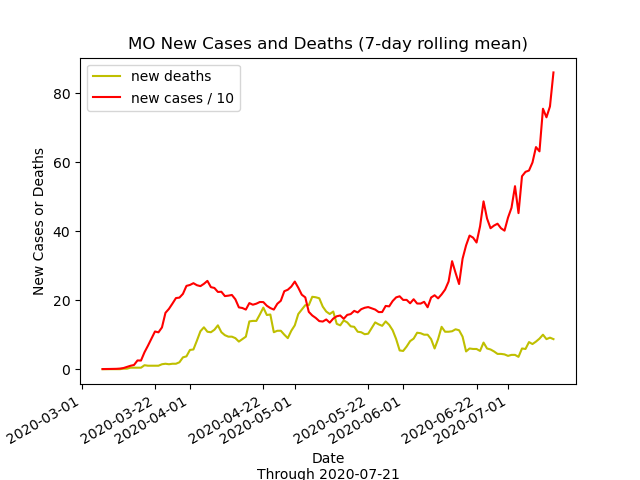 MO New Cases and Deaths (7-day rolling mean)
new deaths
new cases / 10
80
60
40
20
0
New Cases or Deaths
2020-03-01
2020-03-22
2020-04-01
2020-04-22
2020-05-01
2020-05-22
2020-06-01
2020-06-22
2020-07-01
Date
Through 2020-07-21